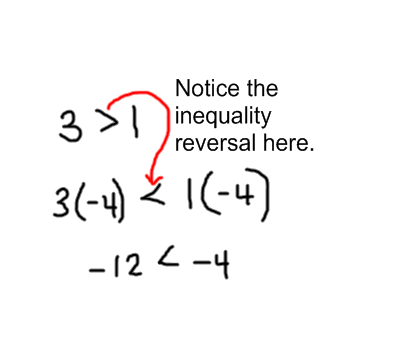 Notice the
inequality
reversal here.
3 > 1
3(-4) < 1(-4)
-12 < -4